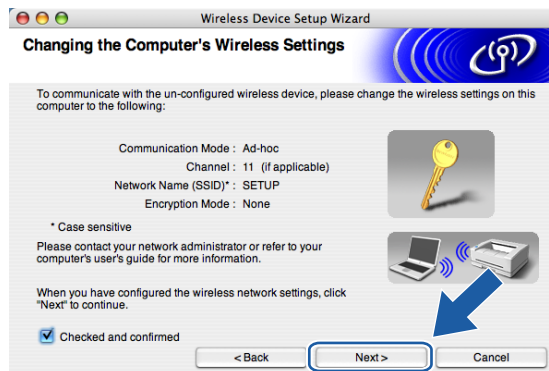 Wireless Device Setup Wizard
Changing the Computer's Wireless Settings
To communicate with the un-configured wireless device, please change the wireless settings on this
computer to the following:
Communication Mode : Ad-hoc
Channel : 11 (if applicable)
Network Name (SSID)* : SETUP
Encryption Mode : None
* Case sensitive
Please contact your network administrator or refer to your
computer's user's guide for more information.
When you have configured the wireless network settings, click
"Next" to continue.
Checked and confirmed
< Back Next > Cancel